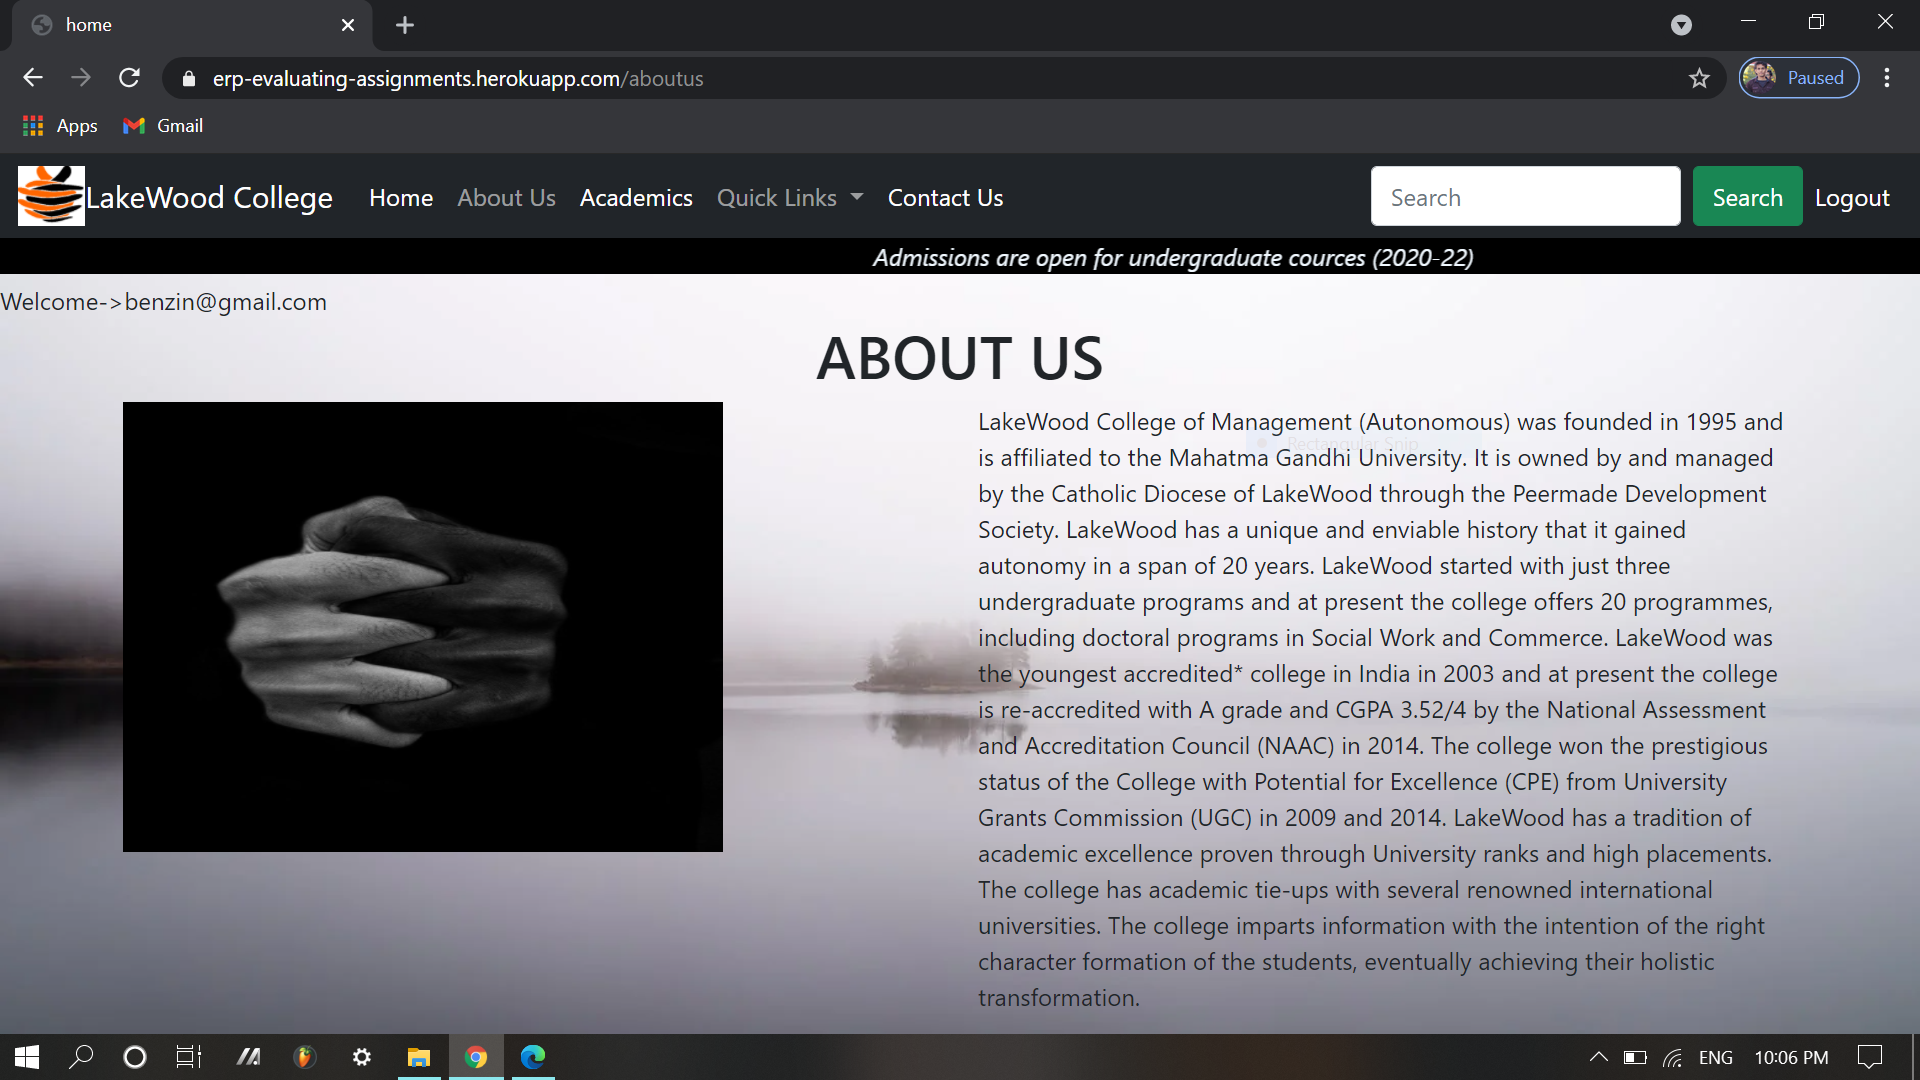 home
erp-evaluating-assignments.herokuapp.com/aboutus
Paused
Apps
Gmail
LakeWood College
Home
About Us
Academics
Quick Links
Contact Us
Search
Search
Logout
Admissions are open for undergraduate cources (2020-22)
Welcome->benzin@gmail.com
ABOUT US
LakeWood College of Management (Autonomous) was founded in 1995 and
Rectangular Snip
is affiliated to the Mahatma Gandhi University. It is owned by and managed
by the Catholic Diocese of LakeWood through the Peermade Development
Society. LakeWood has a unique and enviable history that it gained
autonomy in a span of 20 years. LakeWood started with just three
undergraduate programs and at present the college offers 20 programmes,
including doctoral programs in Social Work and Commerce. LakeWood was
the youngest accredited* college in India in 2003 and at present the college
is re-accredited with A grade and CGPA 3.52/4 by the National Assessment
and Accreditation Council (NAAC) in 2014. The college won the prestigious
status of the College with Potential for Excellence (CPE) from University
Grants Commission (UGC) in 2009 and 2014. LakeWood has a tradition of
academic excellence proven through University ranks and high placements.
The college has academic tie-ups with several renowned international
universities. The college imparts information with the intention of the right
character formation of the students, eventually achieving their holistic
transformation.
ENG
10:06 PM